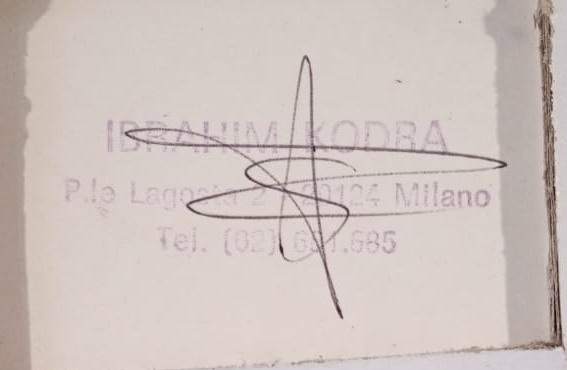 IBRAHIM KODRA
P.le Lagosta 2 - 20124 Milano
Tel. (02)